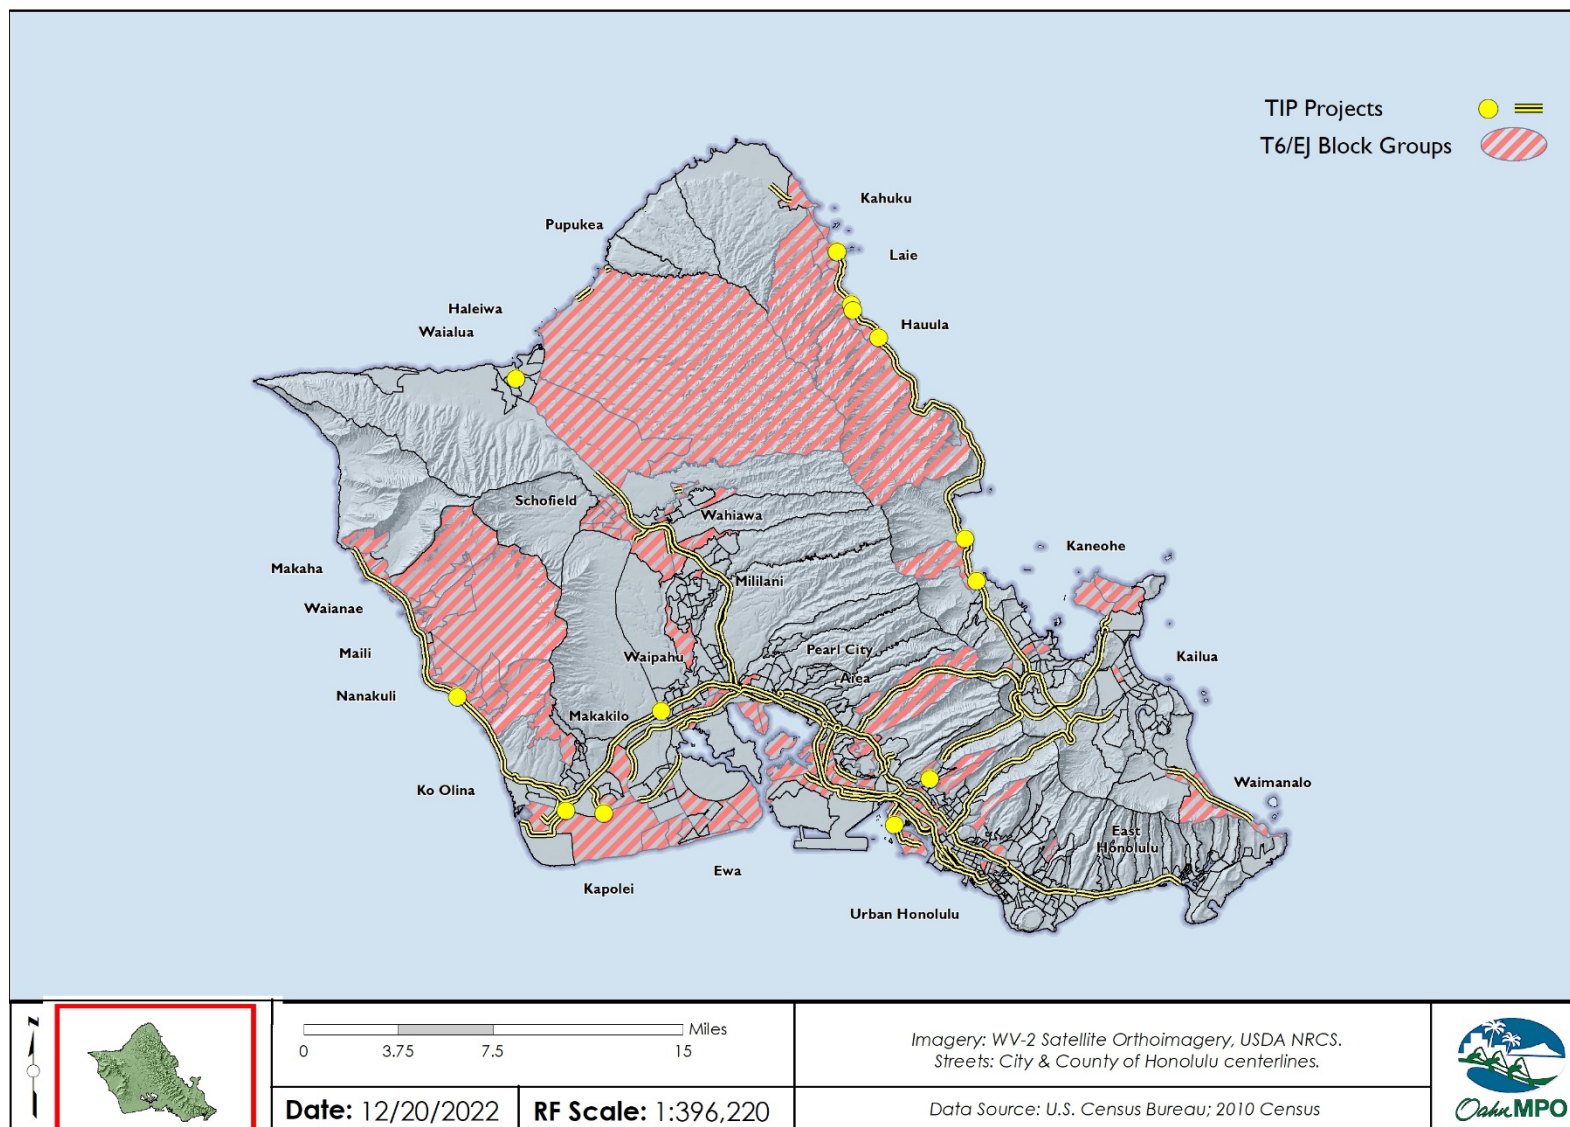 TIP Projects
T6/EJ Block Groups
Kahuku
Pupukea
Laie
Haleiwa
Waialua
Hauula
Schofield
Wahiawa
Kaneohe
Makaha
Mililani
Waianae
Maili
Waipahu
Pearl City
Aiea
Kailua
Nanakuli
Makakilo
Ko Olina
Waimanalo
East
Honolulu
Ewa
Kapolei
Urban Honolulu
N
Miles
0 3.75 7.5 15
Imagery: WV-2 Satellite Orthoimagery, USDA NRCS.
Streets: City & County of Honolulu centerlines.
Date: 12/20/2022
RF Scale: 1:396,220
Data Source: U.S. Census Bureau; 2010 Census
OahuMPO